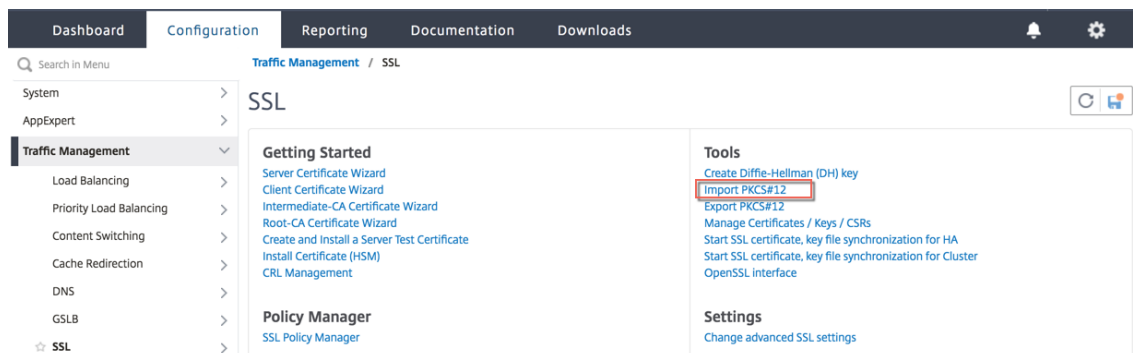 Dashboard Configuration Reporting Documentation Downloads
Search in Menu
Traffic Management / SSL
System
AppExpert
Traffic Management
Load Balancing
Priority Load Balancing
Content Switching
Cache Redirection
DNS
GSLB
SSL
SSL
Getting Started
Server Certificate Wizard
Client Certificate Wizard
Intermediate-CA Certificate Wizard
Root-CA Certificate Wizard
Create and Install a Server Test Certificate
Install Certificate (HSM)
CRL Management
Policy Manager
SSL Policy Manager
Tools
Create Diffie-Hellman (DH) key
Import PKCS#12
Export PKCS#12
Manage Certificates / Keys / CSRs
Start SSL certificate, key file synchronization for HA
Start SSL certificate, key file synchronization for Cluster
OpenSSL interface
Settings
Change advanced SSL settings